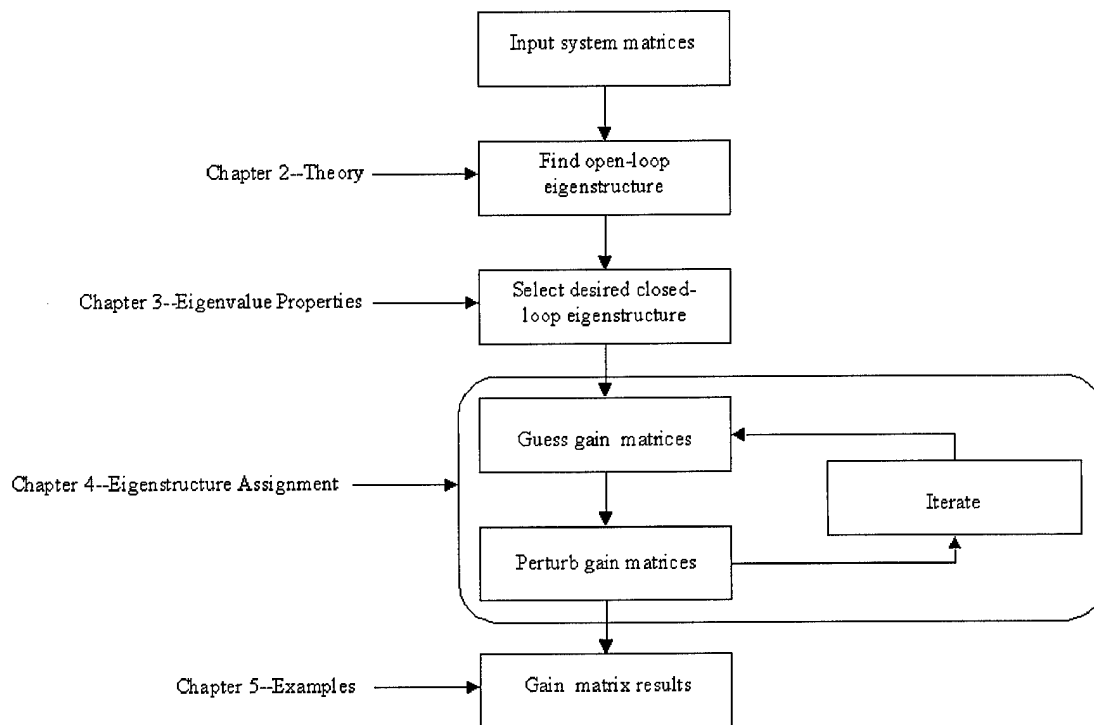 Input system matrices
Chapter 2--Theory
Find open-loop
eigenstructure
Chapter 3--Eigenvalue Properties
Select desired closed-
loop eigenstructure
Guess gain matrices
Chapter 4--Eigenstructure Assignment
Iterate
Perturb gain matrices
Chapter 5--Examples
Gain matrix results